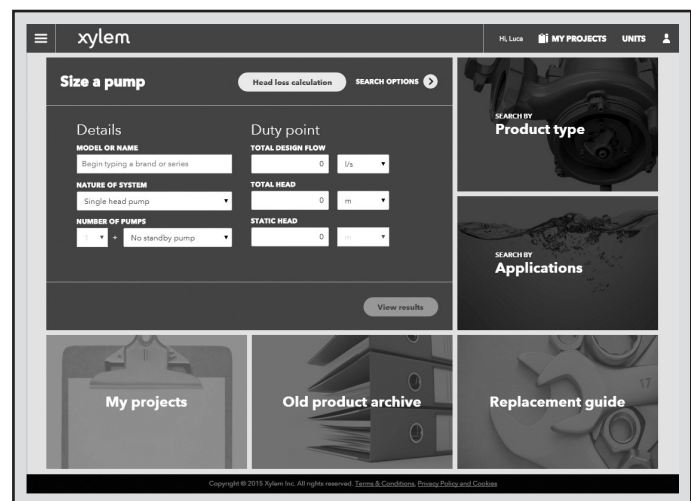 xylem
Hi, Luca
MY PROJECTS
UNITS
Size a pump
Head loss calculation
SEARCH OPTIONS
Details
MODEL OR NAME
Begin typing a brand or series
NATURE OF SYSTEM
Single head pump
NUMBER OF PUMPS
1 + No standby pump
Duty point
TOTAL DESIGN FLOW
0 l/s
TOTAL HEAD
0 m
STATIC HEAD
0 m
View results
SEARCH BY
Product type
SEARCH BY
Applications
My projects
Old product archive
Replacement guide
17
Copyright © 2015 Xylem Inc. All rights reserved. Terms & Conditions, Privacy Policy and Cookies